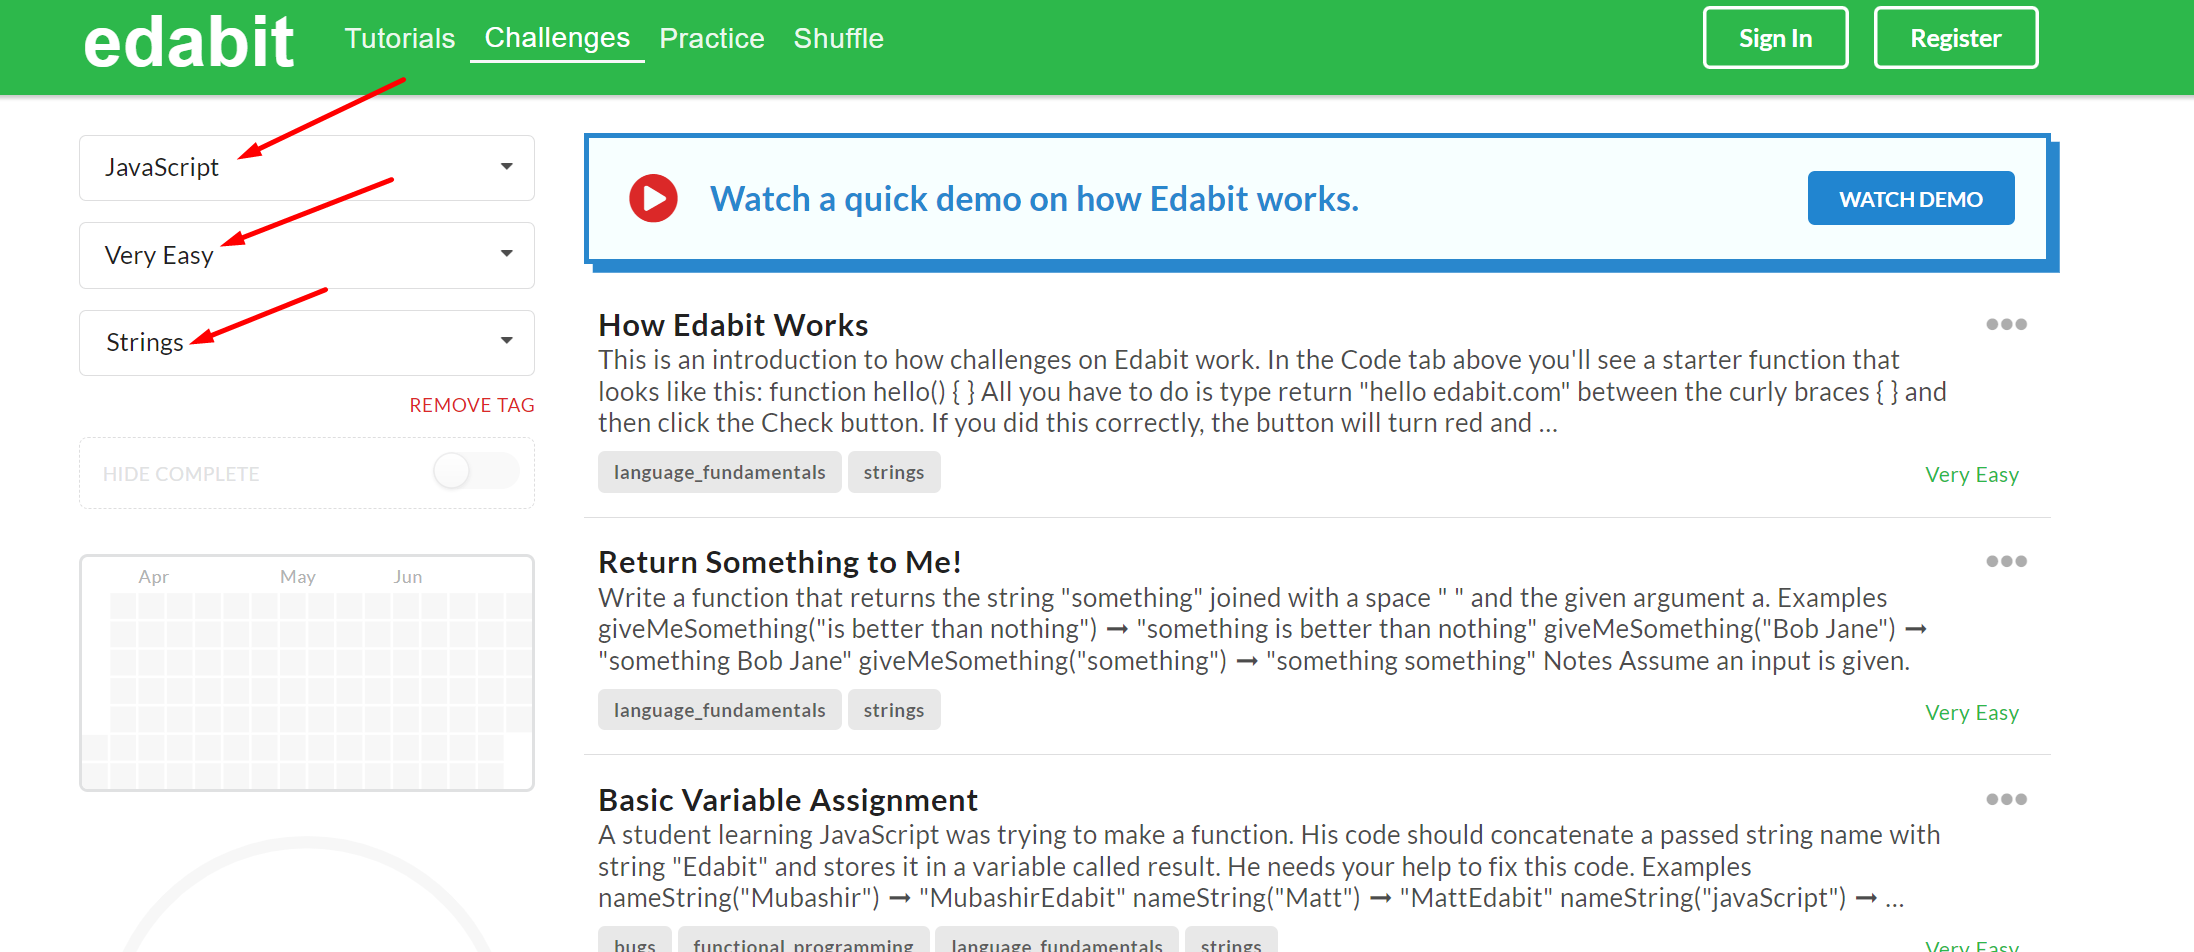 edabit
Tutorials
Challenges
Practice
Shuffle
Sign In
Register
JavaScript
Very Easy
Strings
REMOVE TAG
HIDE COMPLETE
Apr
May
Jun
Watch a quick demo on how Edabit works.
WATCH DEMO
How Edabit Works
This is an introduction to how challenges on Edabit work. In the Code tab above you'll see a starter function that
looks like this: function hello() { } All you have to do is type return "hello edabit.com" between the curly braces { } and
then click the Check button. If you did this correctly, the button will turn red and ...
language_fundamentals
strings
Very Easy
Return Something to Me!
Write a function that returns the string "something" joined with a space " " and the given argument a. Examples
giveMeSomething("is better than nothing") ➞ "something is better than nothing" giveMeSomething("Bob Jane") ➞
"something Bob Jane" giveMeSomething("something") ➞ "something something" Notes Assume an input is given.
language_fundamentals
strings
Very Easy
Basic Variable Assignment
A student learning JavaScript was trying to make a function. His code should concatenate a passed string name with
string "Edabit" and stores it in a variable called result. He needs your help to fix this code. Examples
nameString("Mubashir") ➞ "MubashirEdabit" nameString("Matt") ➞ "MattEdabit" nameString("javaScript") ➞ ...
bugs
functional_programming
language_fundamentals
strings
Very Easy